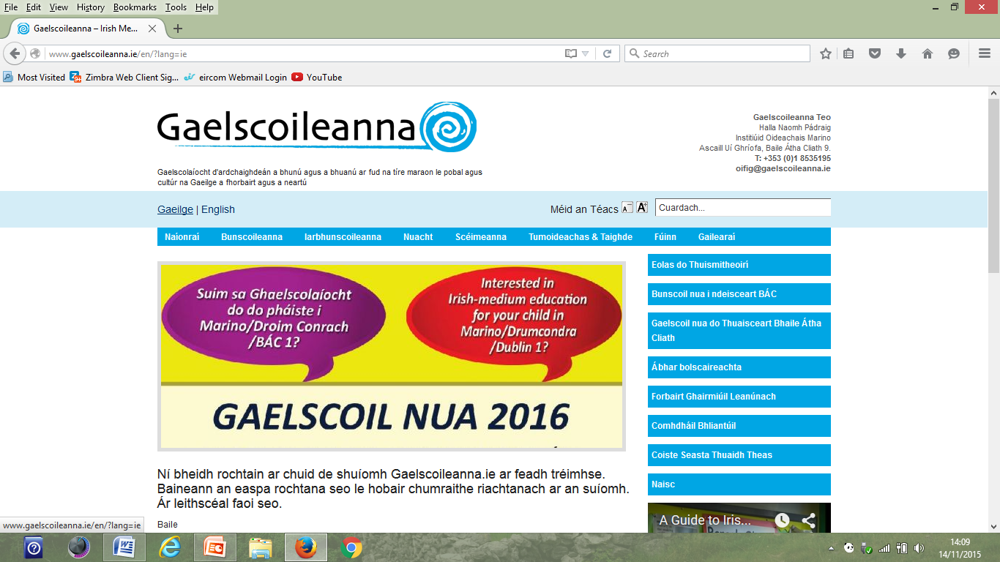 File Edit View History Bookmarks Tools Help
Gaelscoileanna – Irish Me...
www.gaelscoileanna.ie/en/?lang=ie
Search
Most Visited Zimbra Web Client Sig... eircom Webmail Login YouTube
Gaelscoileanna
Gaelscolaíocht d'ardchaighdeán a bhunú agus a bhuanú ar fud na tíre maraon le pobal agus
cultúr na Gaeilge a fhorbairt agus a neartú
Gaelscoileanna Teo
Halla Naomh Pádraig
Institiúid Oideachais Marino
Ascaill Uí Ghríofa, Baile Átha Cliath 9.
T: +353 (0)1 8535195
oifig@gaelscoileanna.ie
Gaeilge | English
Méid an Téacs A- A+
Cuardach...
Naíonraí Bunscoileanna Iarbhunscoileanna Nuacht Scéimeanna Tumoideachas & Taighde Fúinn Gailearaí
Suim sa Ghaelscolaíocht
do do pháiste i
Marino/Droim Conrach
/BÁC 1?
Interested in
Irish-medium education
for your child in
Marino/Drumcondra
/Dublin 1?
GAELSCOIL NUA 2016
Ní bheidh rochtain ar chuid de shuíomh Gaelscoileanna.ie ar feadh tréimhse.
Baineann an easpa rochtana seo le hobair chumraithe riachtanach ar an suíomh.
Ár leithscéal faoi seo.
Baile
Eolas do Thuismitheoirí
Bunscoil nua i ndeisceart BÁC
Gaelscoil nua do Thuaisceart Bhaile Átha
Cliath
Ábhar bolscaireachta
Forbairt Ghairmiúil Leanúnach
Comhdháil Bhliantúil
Coiste Seasta Thuaidh Theas
Naisc
A Guide to Iris...
www.gaelscoileanna.ie/en/?lang=ie
14:09
14/11/2015